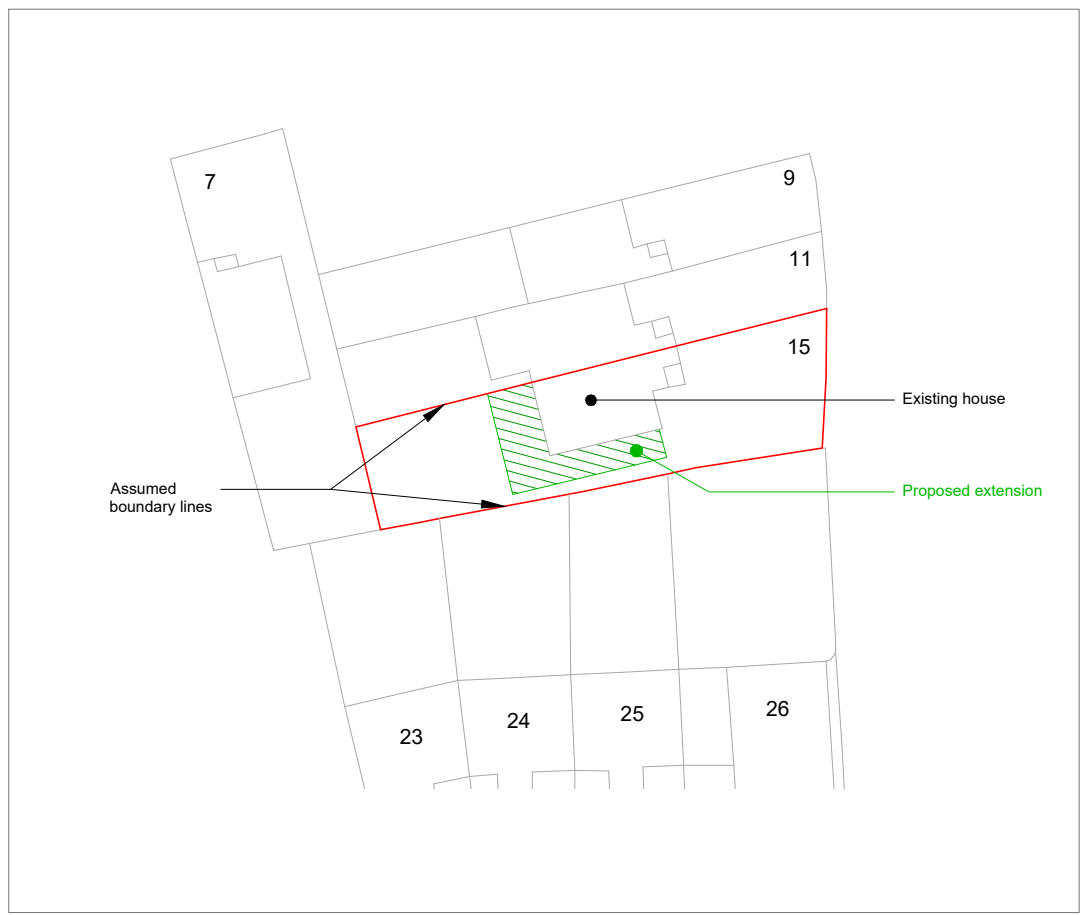 7
9
11
15
Existing house
Assumed
boundary lines
Proposed extension
23
24
25
26